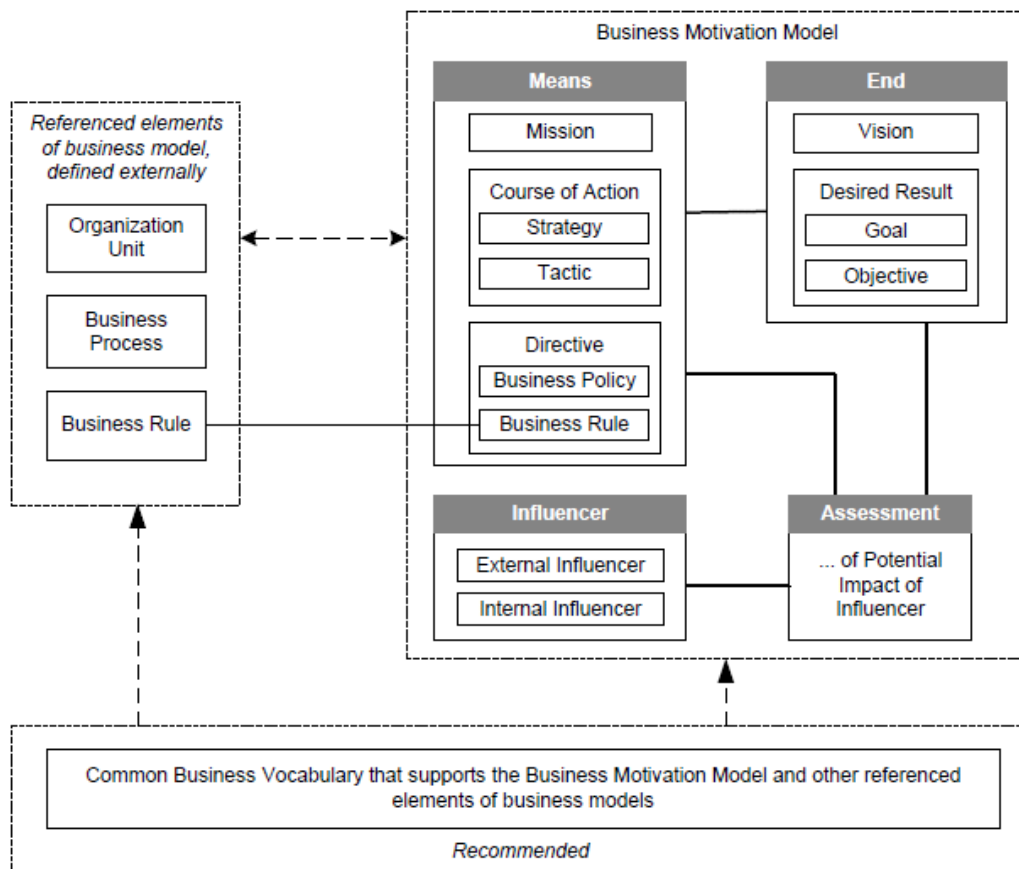 Business Motivation Model
Means
End
Referenced elements
of business model,
defined externally
Mission
Vision
Course of Action
Desired Result
Organization
Unit
Strategy
Goal
Tactic
Objective
Business
Process
Directive
Business Policy
Business Rule
Business Rule
Influencer
Assessment
External Influencer
Internal Influencer
... of Potential
Impact of
Influencer
Common Business Vocabulary that supports the Business Motivation Model and other referenced
elements of business models
Recommended